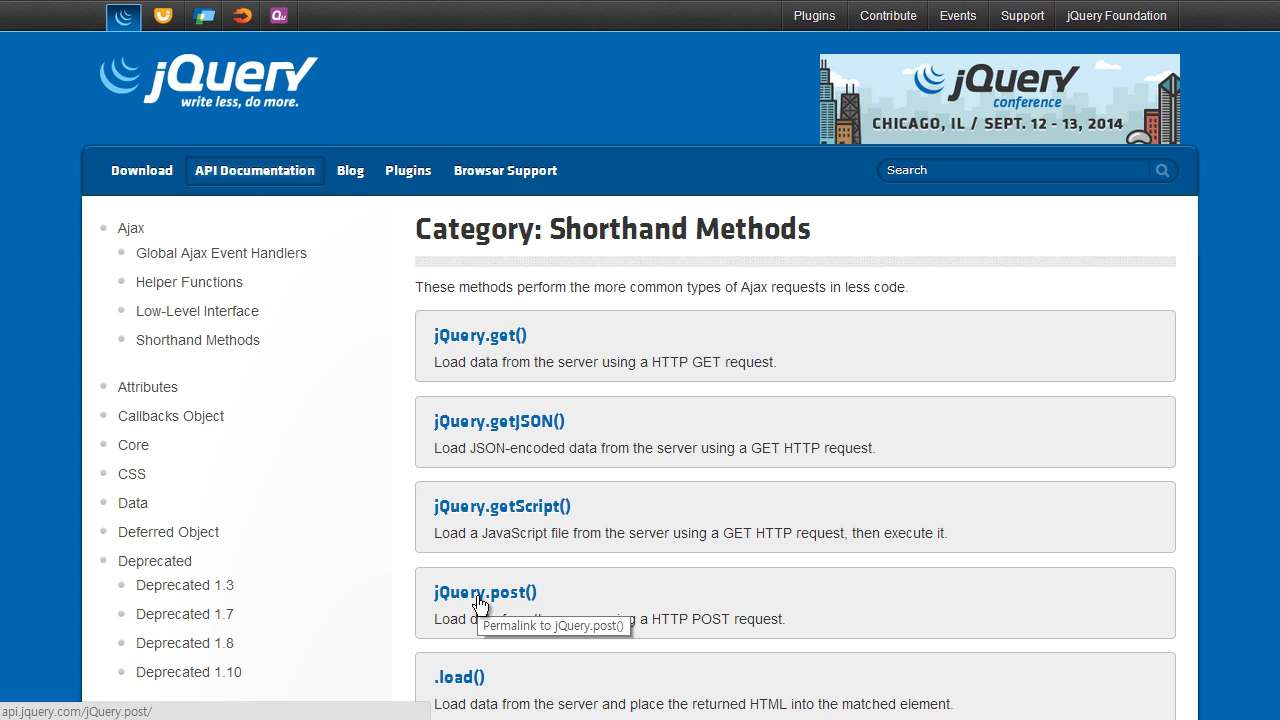 Plugins Contribute Events Support jQuery Foundation
jQuery
write less, do more.
jQuery
conference
CHICAGO, IL / SEPT. 12 - 13, 2014
Download API Documentation Blog Plugins Browser Support
Search
Ajax
Global Ajax Event Handlers
Helper Functions
Low-Level Interface
Shorthand Methods
Attributes
Callbacks Object
Core
CSS
Data
Deferred Object
Deprecated
Deprecated 1.3
Deprecated 1.7
Deprecated 1.8
Deprecated 1.10
Category: Shorthand Methods
These methods perform the more common types of Ajax requests in less code.
jQuery.get()
Load data from the server using a HTTP GET request.
jQuery.getJSON()
Load JSON-encoded data from the server using a GET HTTP request.
jQuery.getScript()
Load a JavaScript file from the server using a GET HTTP request, then execute it.
jQuery.post()
Load a HTTP POST request.
Permalink to jQuery.post()
.load()
Load data from the server and place the returned HTML into the matched element.
api.jquery.com/jQuery.post/